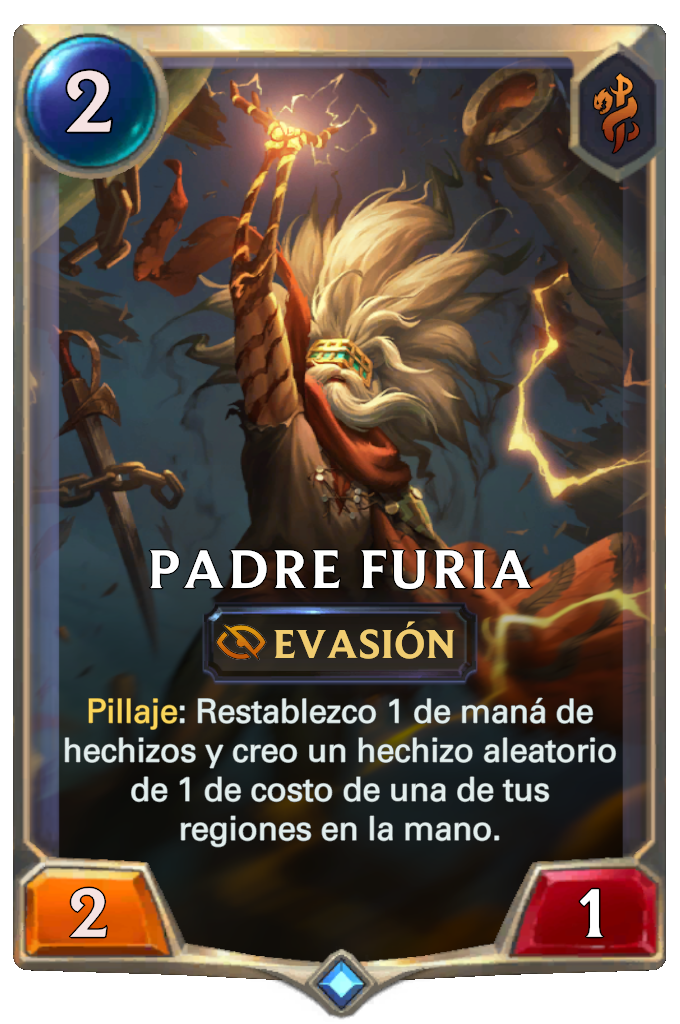 2
PADRE FURIA
EVASIÓN
Pillaje: Restablezco 1 de maná de
hechizos y creo un hechizo aleatorio
de 1 de costo de una de tus
regiones en la mano.
2
1